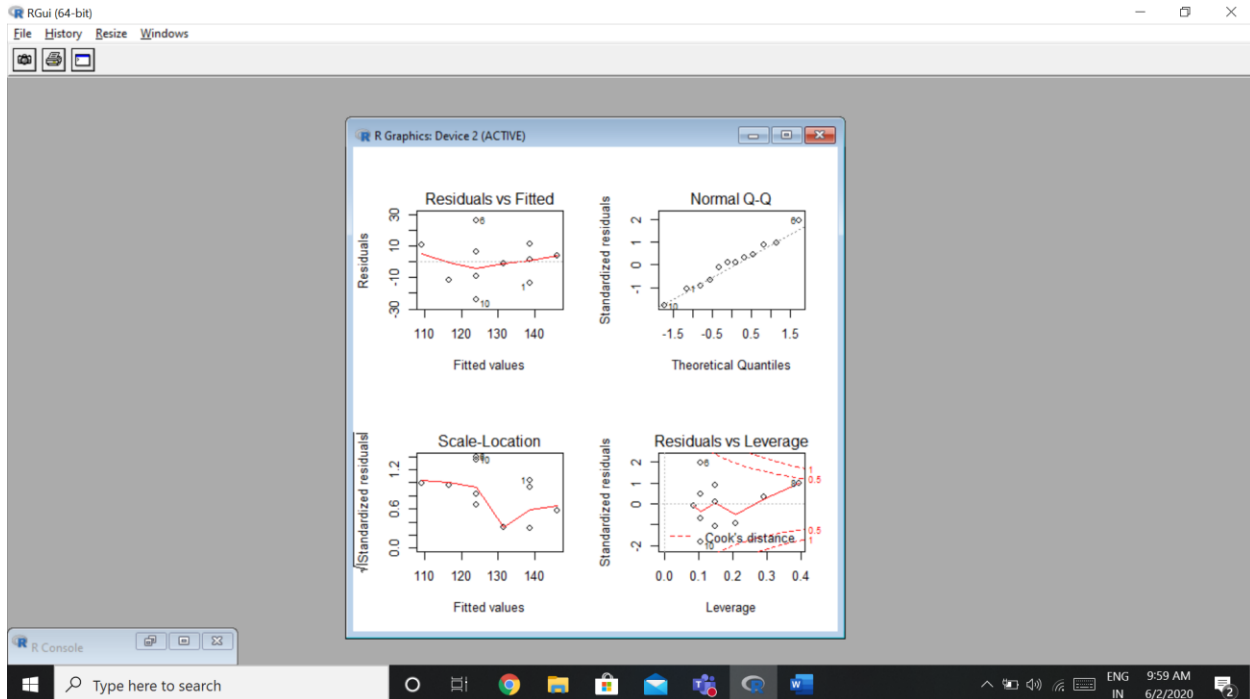 RGui (64-bit)
File History Resize Windows
R Graphics: Device 2 (ACTIVE)
Residuals vs Fitted
Residuals
30
10
-10
-30
6
1
10
110 120 130 140
Fitted values
Normal Q-Q
Standardized residuals
2
1
0
-1
6
1
10
-1.5 -0.5 0.5 1.5
Theoretical Quantiles
Scale-Location
√|Standardized residuals|
1.2
0.6
0.0
10
1
110 120 130 140
Fitted values
Residuals vs Leverage
Standardized residuals
2
1
0
-2
6
8
10
1
0.5
0.5
1
Cook's distance
0.0 0.1 0.2 0.3 0.4
Leverage
R Console
Type here to search
ENG
IN
9:59 AM
6/2/2020
2